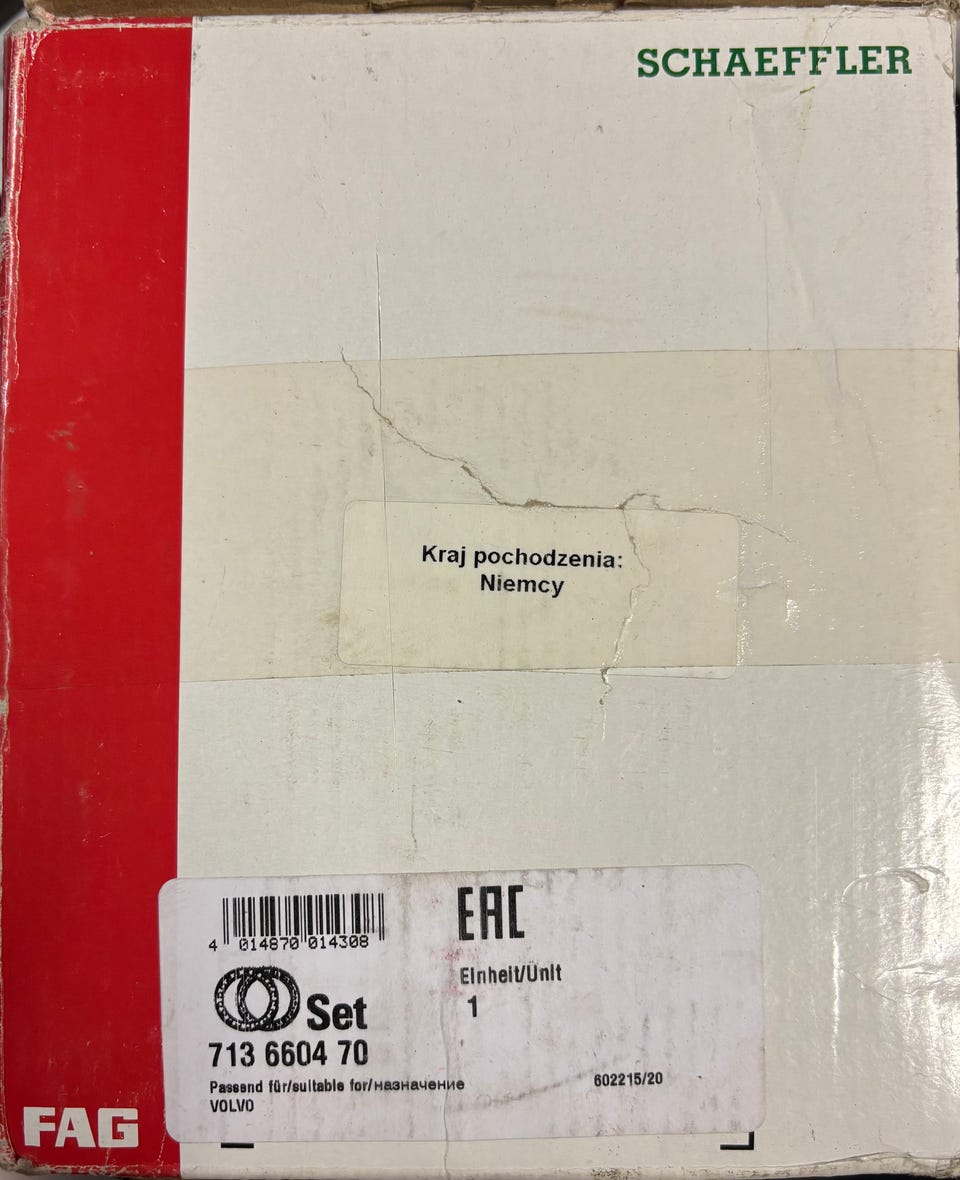 SCHAEFFLER
Kraj pochodzenia:
Niemcy
4 014870 014308
EAC
Einheit/Unit
1
Set
713 6604 70
Passend für/suitable for/назначение
VOLVO
602215/20
FAG